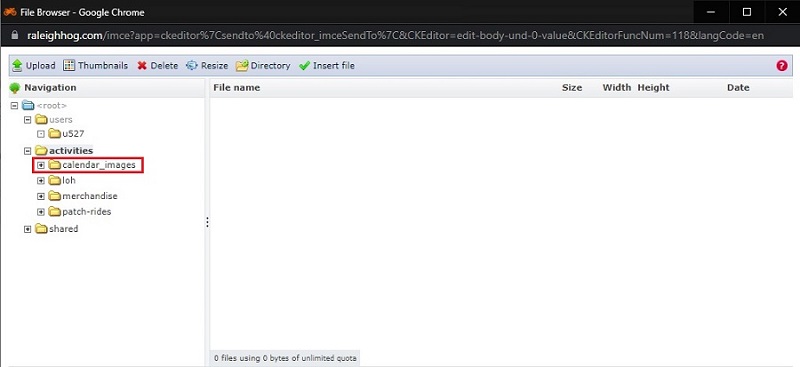 File Browser - Google Chrome
raleighhog.com/imce?app=ckeditor%7Csendto%40ckeditor_imceSendTo%7C&CKEditor=edit-body-und-0-value&CKEditorFuncNum=118&langCode=en
Upload Thumbnails Delete Resize Directory Insert file ?
Navigation File name Size Width Height Date
<root>
users
u527
activities
calendar_images
loh
merchandise
patch-rides
shared
0 files using 0 bytes of unlimited quota